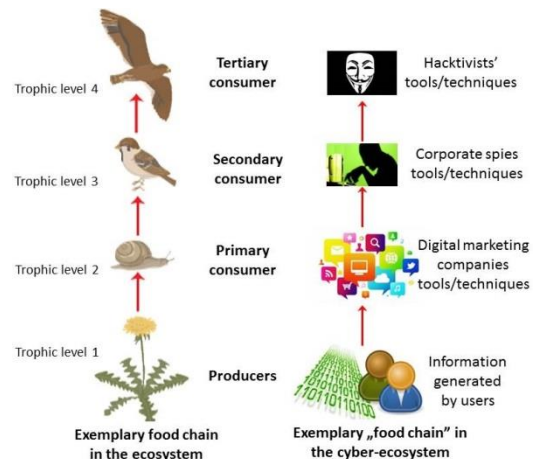 Trophic level 4
Tertiary
consumer
Hacktivists'
tools/techniques
Trophic level 3
Secondary
consumer
Corporate spies
tools/techniques
Trophic level 2
Primary
consumer
Digital marketing
companies
tools/techniques
Trophic level 1
Producers
Information
generated
by users
Exemplary food chain
in the ecosystem
Exemplary „food chain” in
the cyber-ecosystem